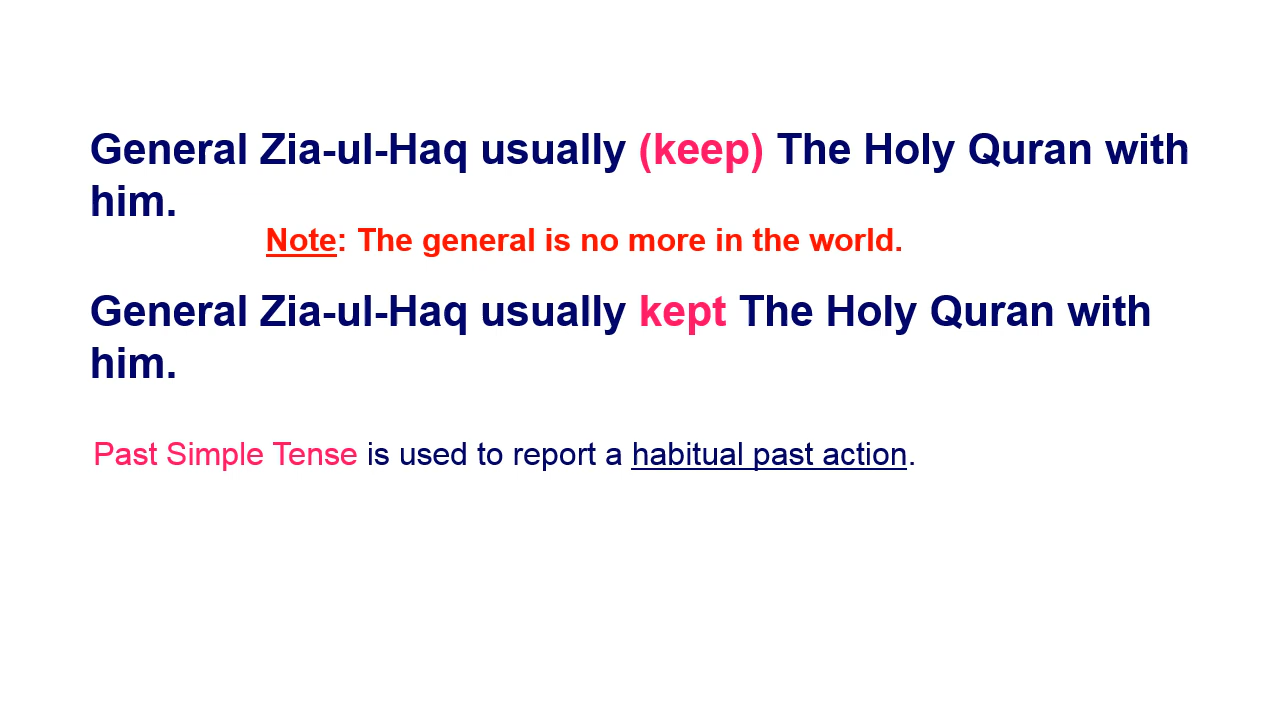 General Zia-ul-Haq usually (keep) The Holy Quran with
him.
Note: The general is no more in the world.
General Zia-ul-Haq usually kept The Holy Quran with
him.
Past Simple Tense is used to report a habitual past action.